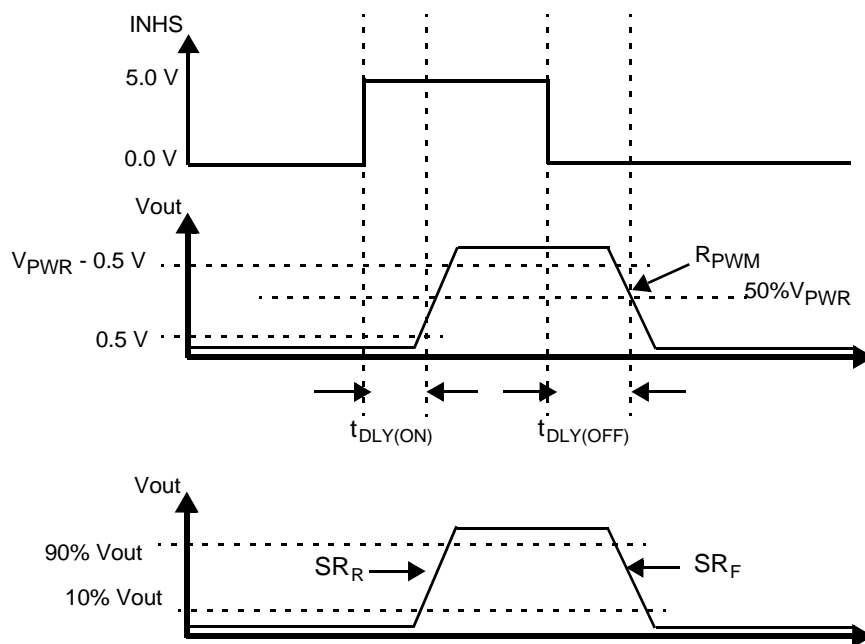 INHS
5.0 V
0.0 V
Vout
VPWR - 0.5 V
RPWM
50%VPWR
0.5 V
tDLY(ON)
tDLY(OFF)
Vout
90% Vout
SRR
SRF
10% Vout